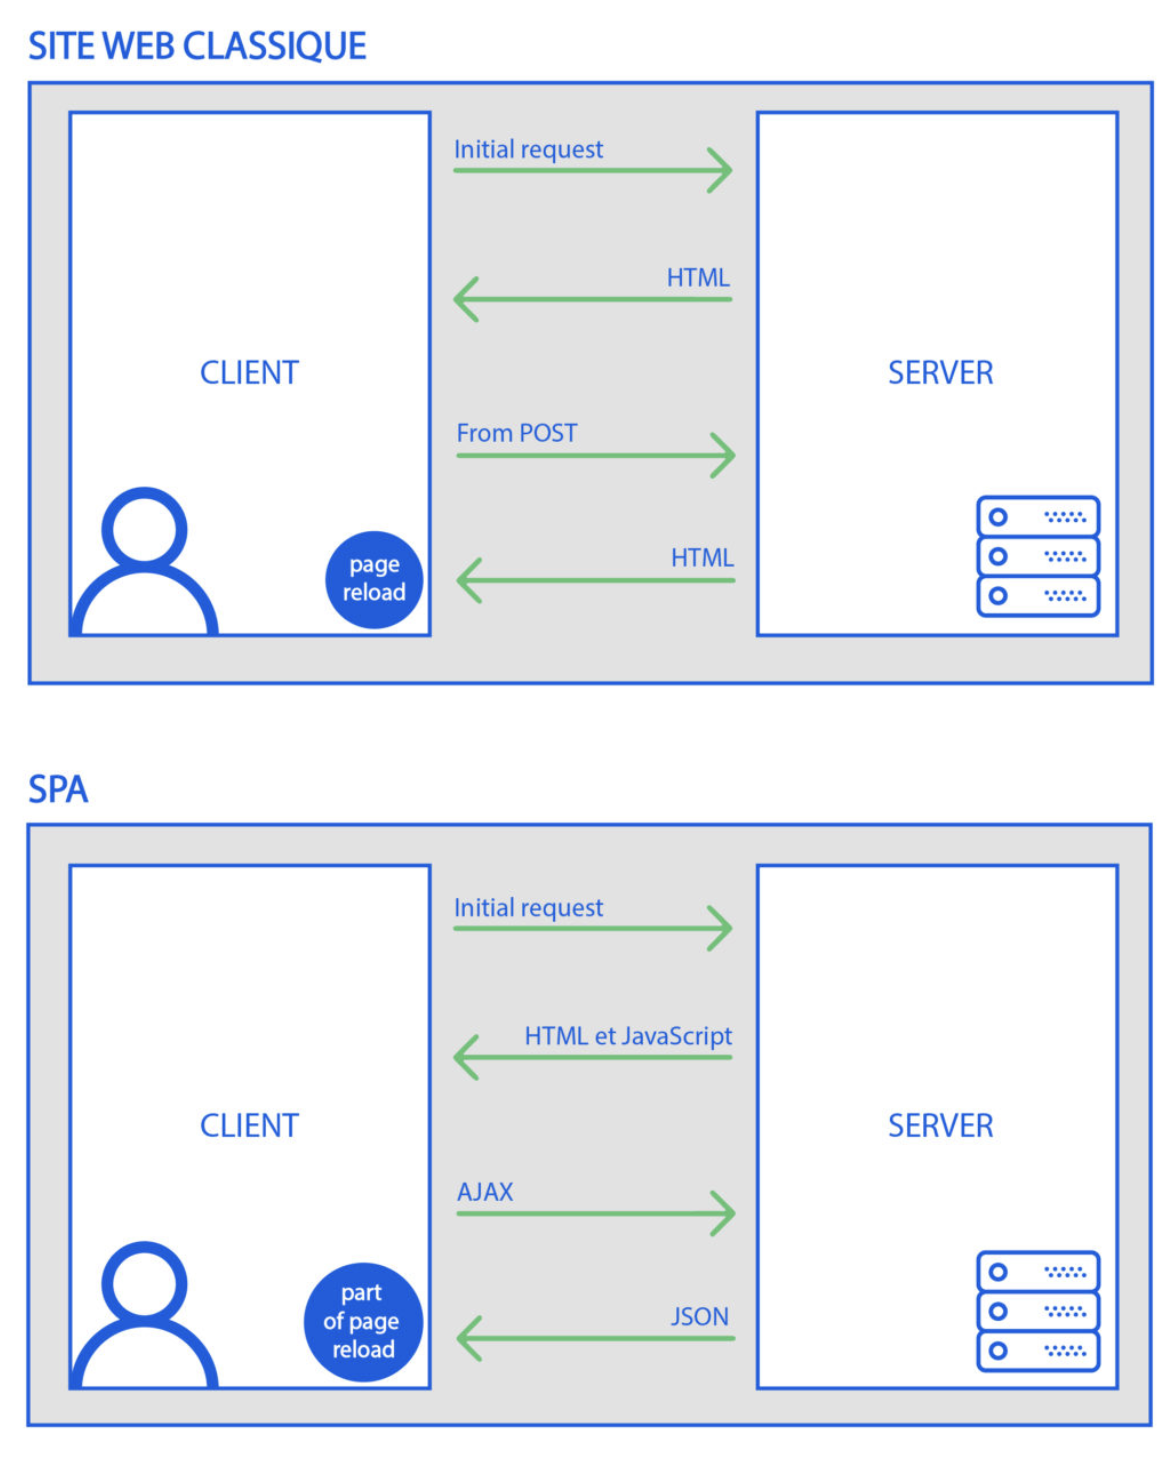 SITE WEB CLASSIQUE
Initial request
HTML
CLIENT
SERVER
From POST
HTML
page
reload
SPA
Initial request
HTML et JavaScript
CLIENT
SERVER
AJAX
JSON
part
of page
reload